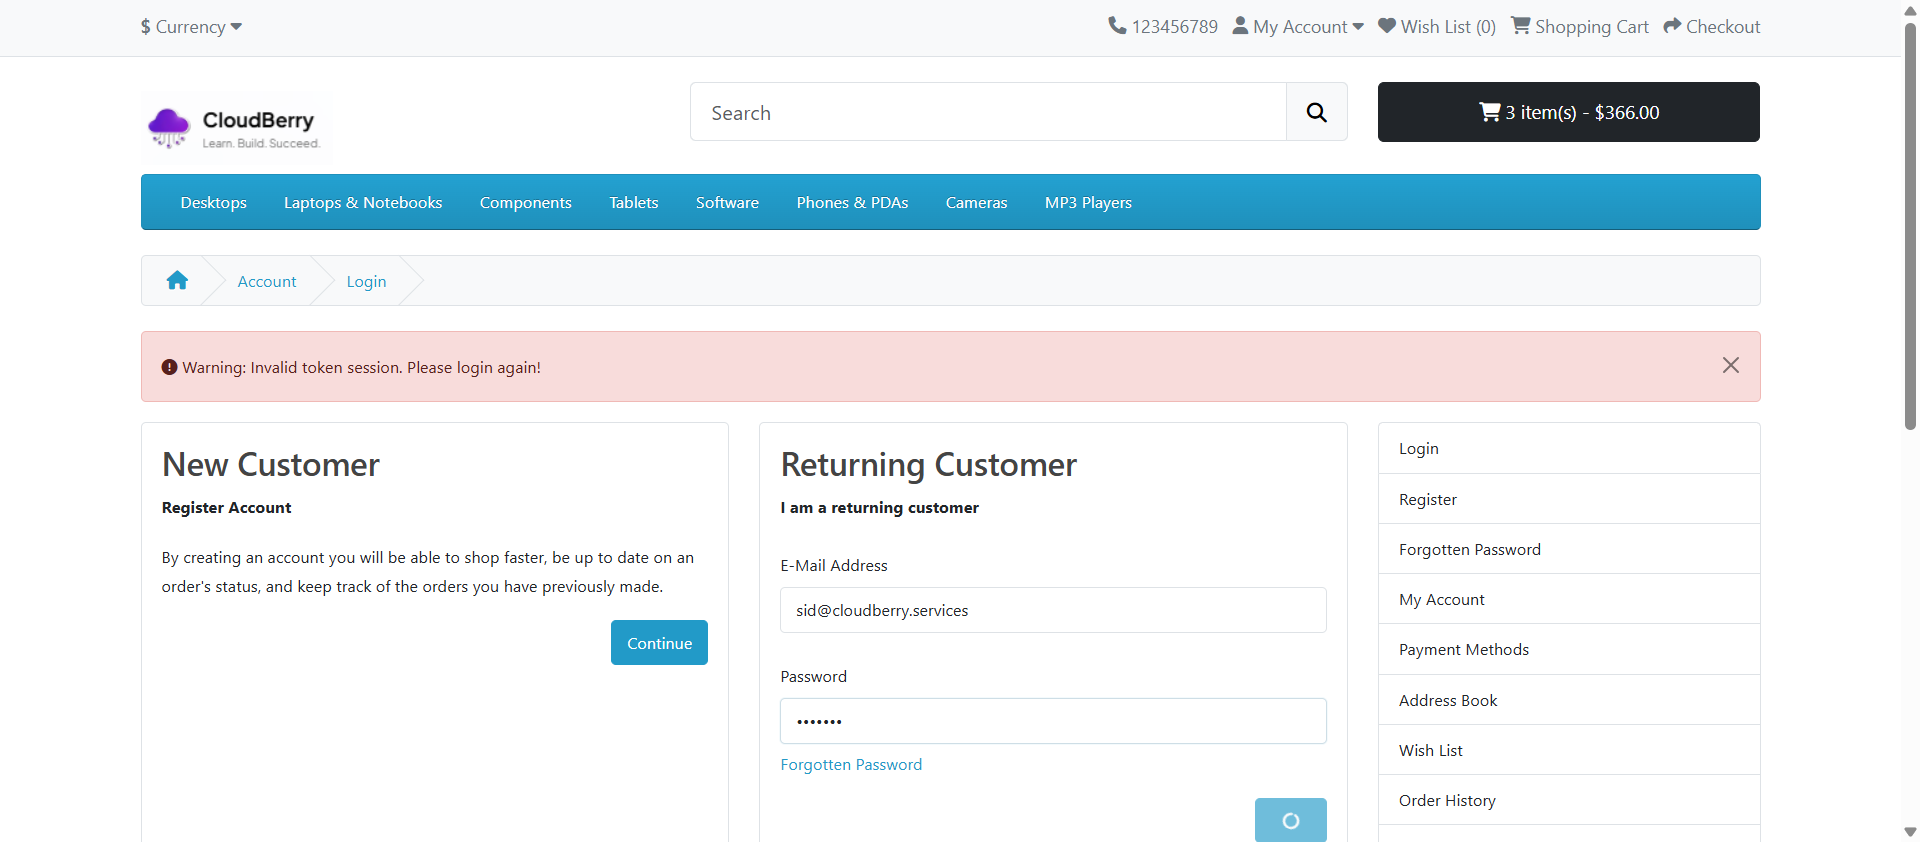 $ Currency
123456789 My Account Wish List (0) Shopping Cart Checkout
CloudBerry
Learn. Build. Succeed.
Search
3 item(s) - $366.00
Desktops Laptops & Notebooks Components Tablets Software Phones & PDAs Cameras MP3 Players
Account Login
Warning: Invalid token session. Please login again!
New Customer
Register Account
By creating an account you will be able to shop faster, be up to date on an
order's status, and keep track of the orders you have previously made.
Continue
Returning Customer
I am a returning customer
E-Mail Address
sid@cloudberry.services
Password
•••••••
Forgotten Password
Login
Register
Forgotten Password
My Account
Payment Methods
Address Book
Wish List
Order History